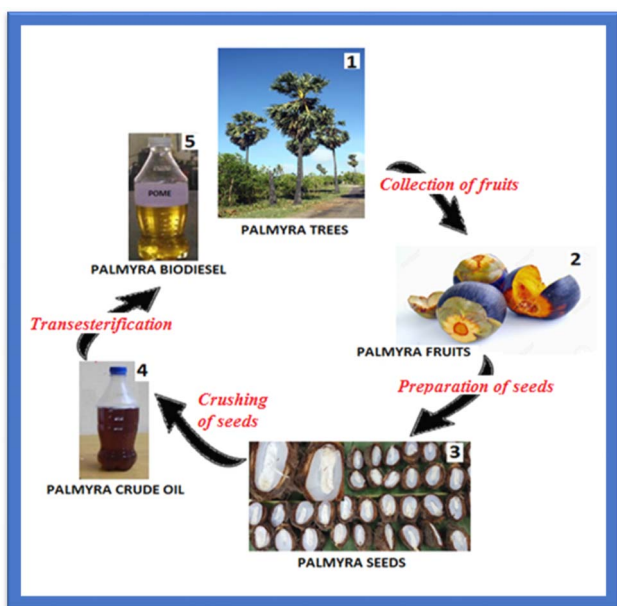 1
PALMYRA TREES
Collection of fruits
2
PALMYRA FRUITS
Preparation of seeds
3
PALMYRA SEEDS
Crushing
of seeds
4
PALMYRA CRUDE OIL
Transesterification
5
POME
PALMYRA BIODIESEL